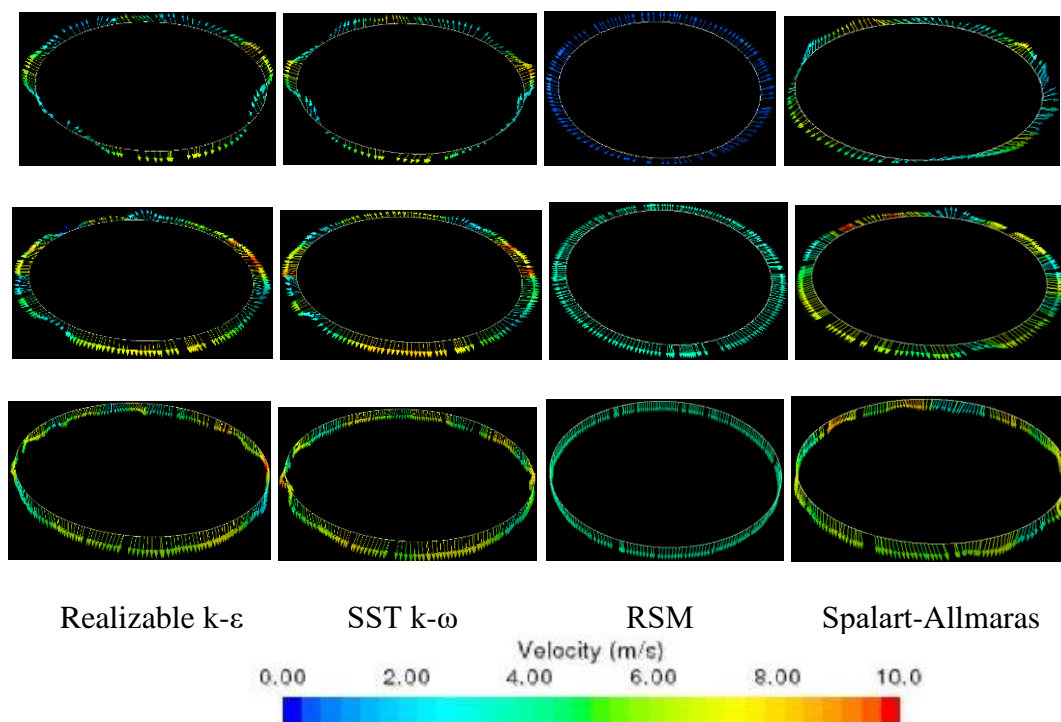 Realizable k-ε SST k-ω RSM Spalart-Allmaras
Velocity (m/s)
0.00 2.00 4.00 6.00 8.00 10.0